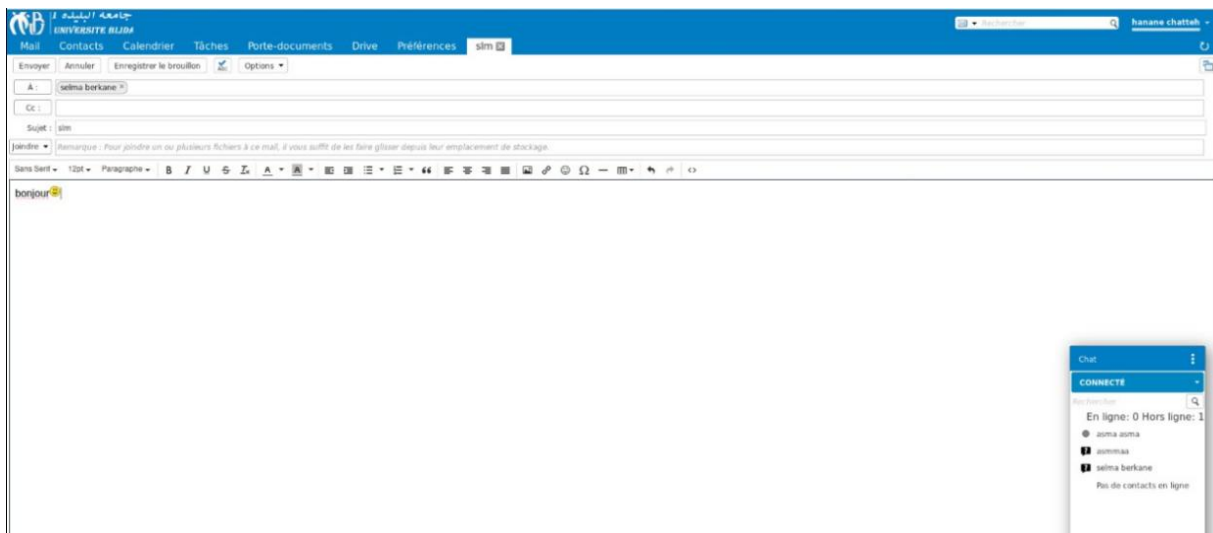 جامعة البليدة 1
UNIVERSITE BLIDA
Rechercher
hanane chatteh
Mail Contacts Calendrier Tâches Porte-documents Drive Préférences slm
Envoyer Annuler Enregistrer le brouillon Options
À :
selma berkane
Cc :
Sujet : slm
Joindre Remarque : Pour joindre un ou plusieurs fichiers à ce mail, il vous suffit de les faire glisser depuis leur emplacement de stockage.
Sans Serif 12pt Paragraphe
bonjour
Chat
CONNECTÉ
Rechercher
En ligne: 0 Hors ligne: 1
asma asma
asmmaa
selma berkane
Pas de contacts en ligne